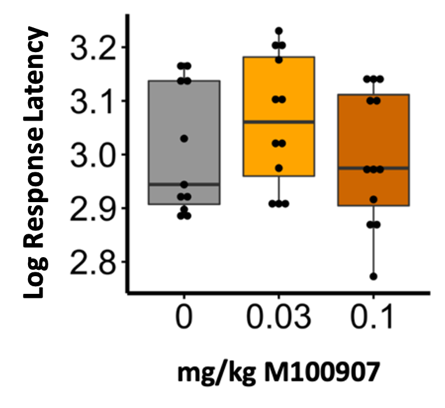 Log Response Latency
3.2
3.1
3.0
2.9
2.8
0 0.03 0.1
mg/kg M100907